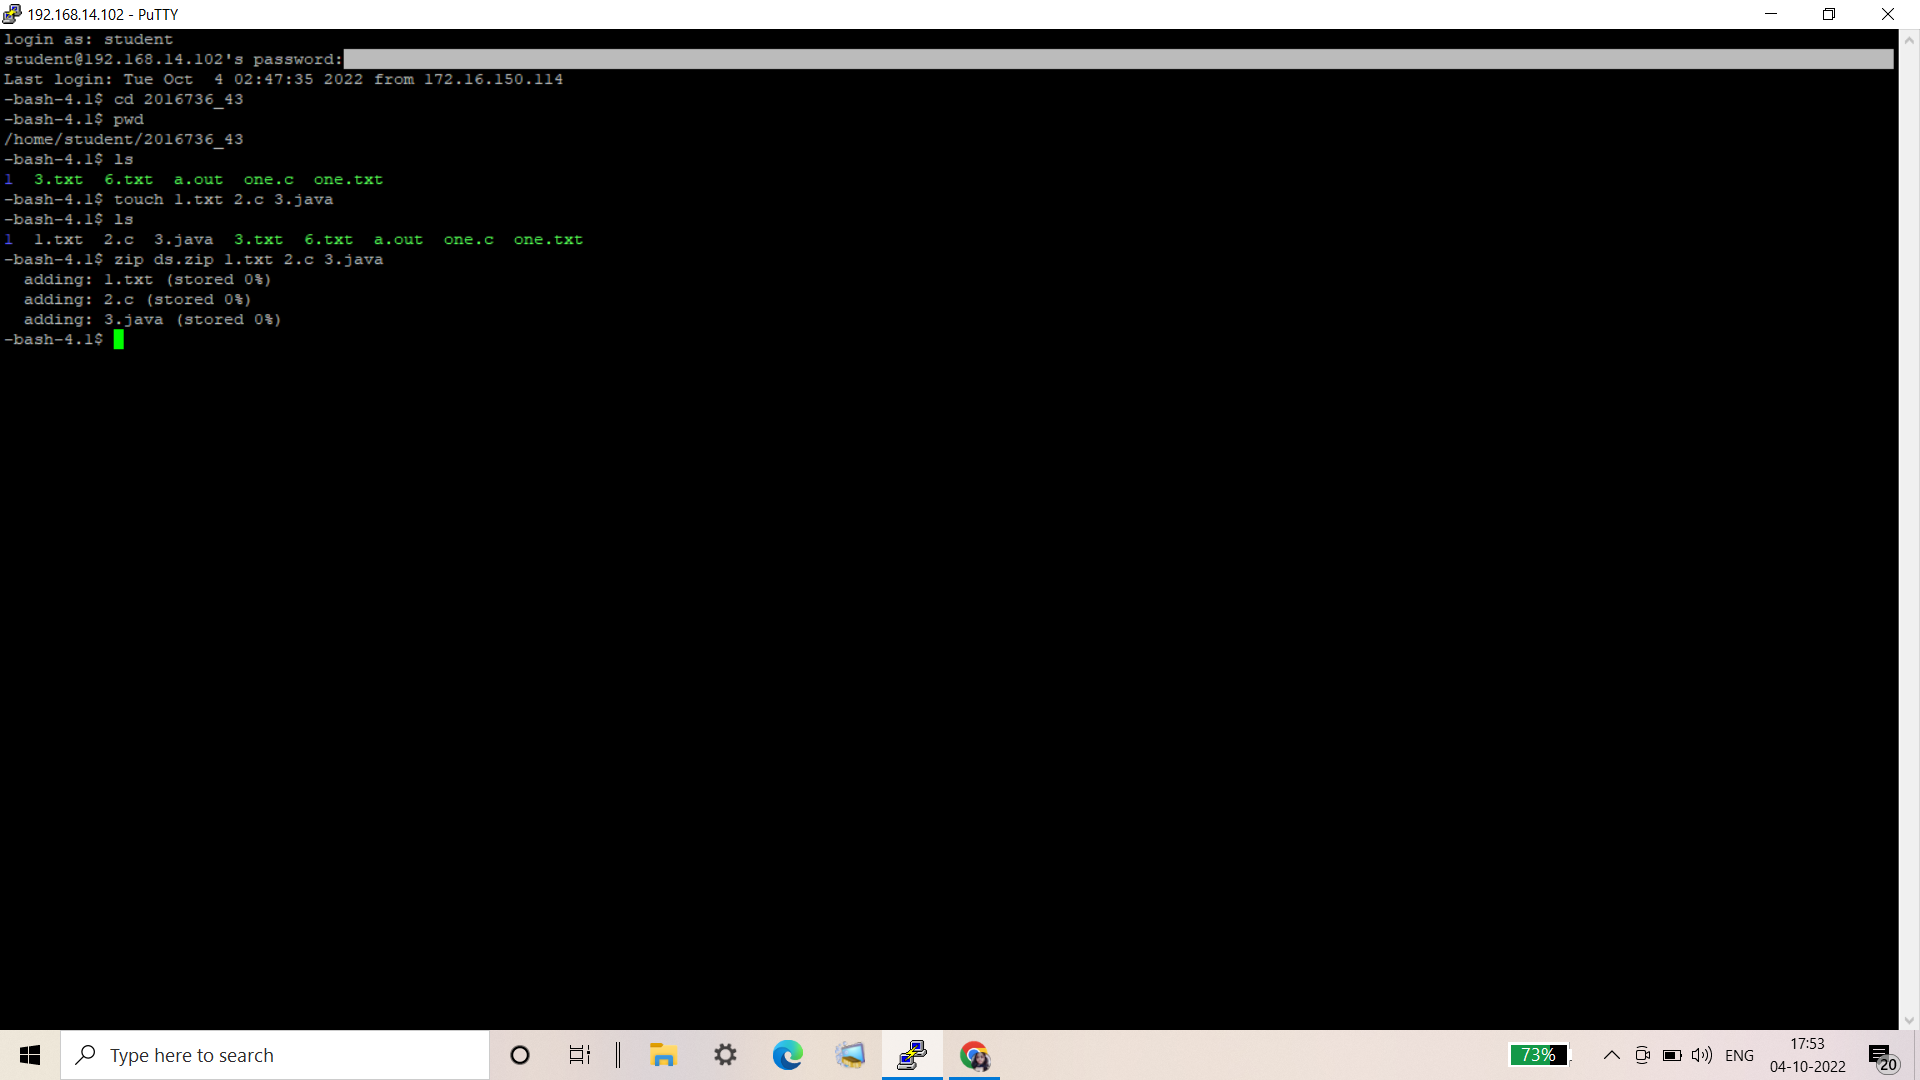 192.168.14.102 - PuTTY
login as: student
student@192.168.14.102's password:
Last login: Tue Oct  4 02:47:35 2022 from 172.16.150.114
-bash-4.1$ cd 2016736_43
-bash-4.1$ pwd
/home/student/2016736_43
-bash-4.1$ ls
1  3.txt  6.txt  a.out  one.c  one.txt
-bash-4.1$ touch 1.txt 2.c 3.java
-bash-4.1$ ls
1  1.txt  2.c  3.java  3.txt  6.txt  a.out  one.c  one.txt
-bash-4.1$ zip ds.zip 1.txt 2.c 3.java
  adding: 1.txt (stored 0%)
  adding: 2.c (stored 0%)
  adding: 3.java (stored 0%)
-bash-4.1$
Type here to search
73%
ENG
17:53
04-10-2022
20